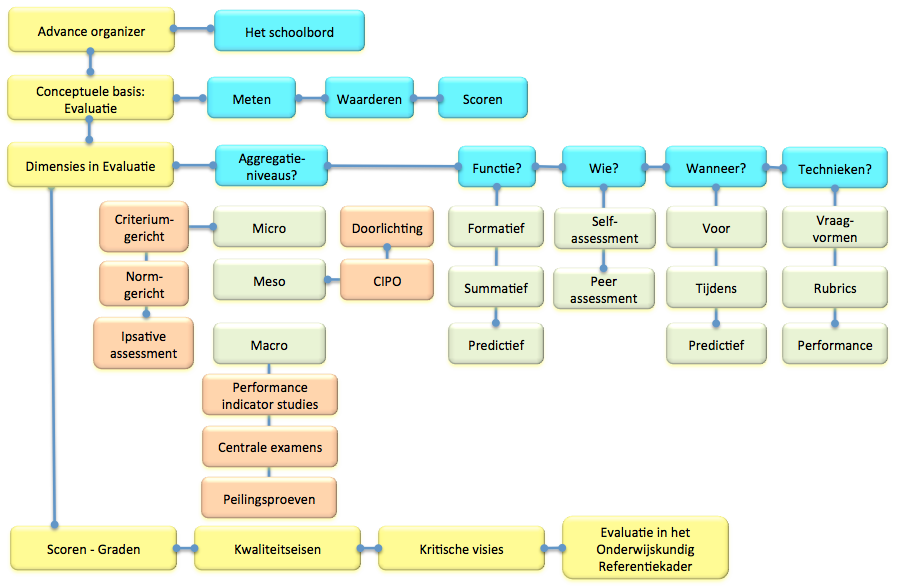 Advance organizer
Het schoolbord
Conceptuele basis:
Evaluatie
Meten
Waarderen
Scoren
Dimensies in Evaluatie
Aggregatie-
niveaus?
Functie?
Wie?
Wanneer?
Technieken?
Criterium-
gericht
Micro
Doorlichting
Formatief
Self-
assessment
Voor
Vraag-
vormen
Norm-
gericht
Meso
CIPO
Summatief
Peer
assessment
Tijdens
Rubrics
Ipsative
assessment
Macro
Predictief
Predictief
Performance
Performance
indicator studies
Centrale examens
Peilingsproeven
Scoren - Graden
Kwaliteitseisen
Kritische visies
Evaluatie in het
Onderwijskundig
Referentiekader